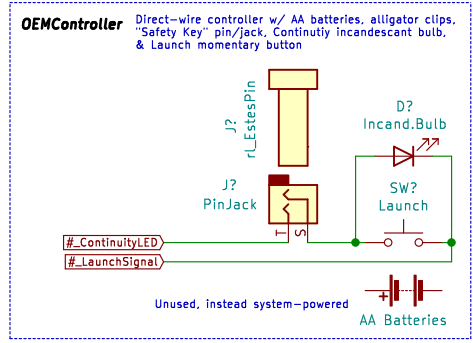 OEMController
Direct-wire controller w/ AA batteries, alligator clips,
"Safety Key" pin/jack, Continutiy incandescant bulb,
& Launch momentary button
J?
rl_EstesPin
D?
Incand.Bulb
J?
PinJack
SW?
Launch
T
S
#_ContinuityLED
#_LaunchSignal
Unused, instead system-powered
+
AA Batteries